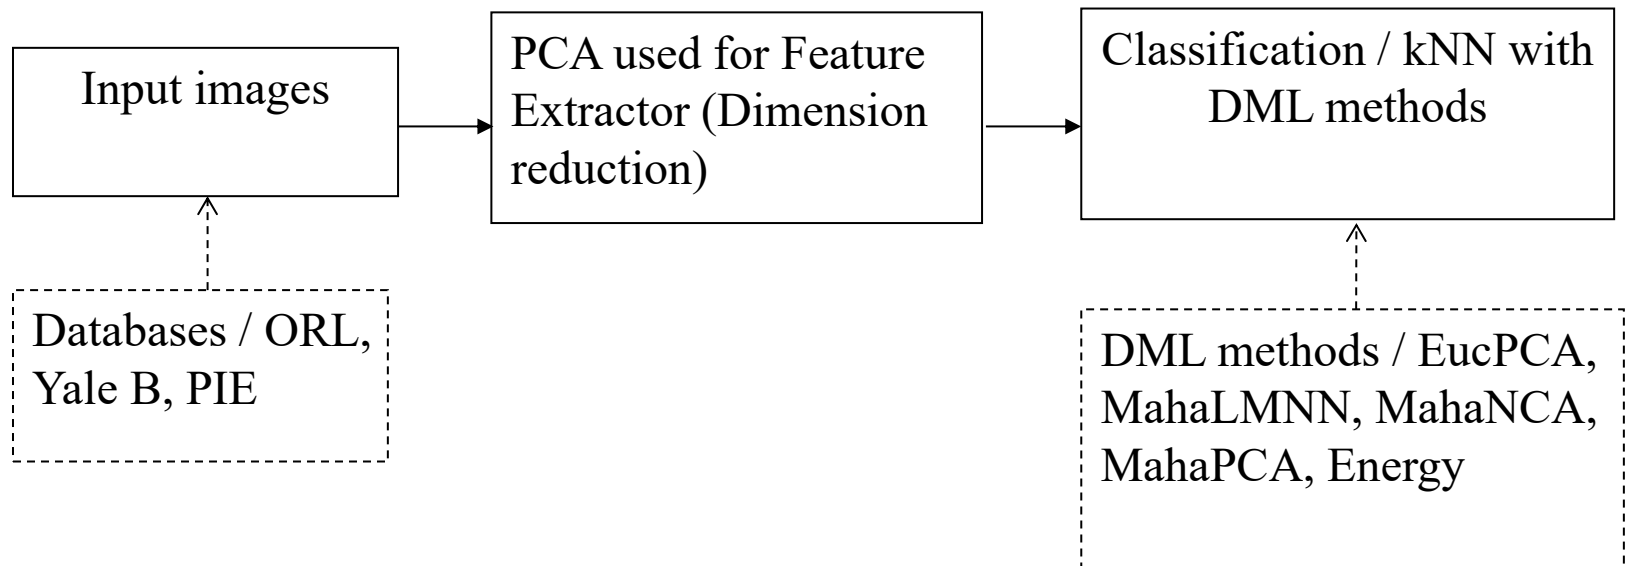 Input images
PCA used for Feature
Extractor (Dimension
reduction)
Classification / kNN with
DML methods
Databases / ORL,
Yale B, PIE
DML methods / EucPCA,
MahaLMNN, MahaNCA,
MahaPCA, Energy